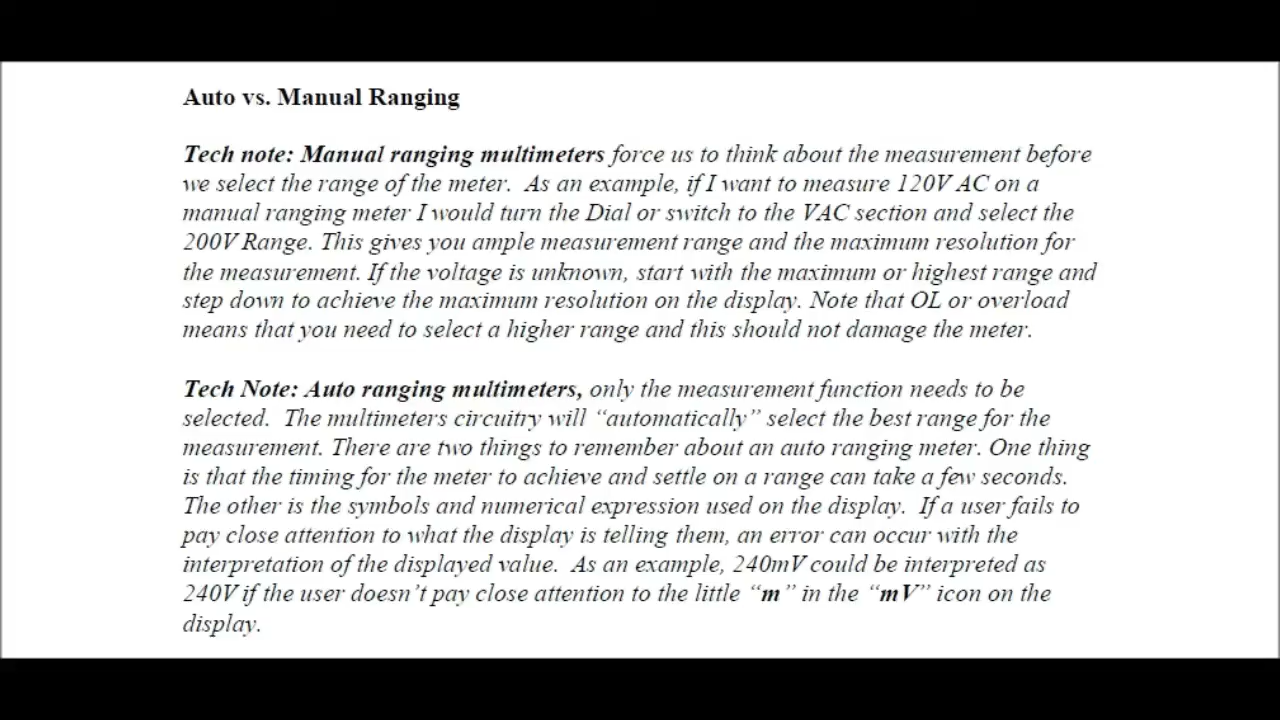 Auto vs. Manual Ranging
Tech note: Manual ranging multimeters force us to think about the measurement before
we select the range of the meter.  As an example, if I want to measure 120V AC on a
manual ranging meter I would turn the Dial or switch to the VAC section and select the
200V Range. This gives you ample measurement range and the maximum resolution for
the measurement. If the voltage is unknown, start with the maximum or highest range and
step down to achieve the maximum resolution on the display. Note that OL or overload
means that you need to select a higher range and this should not damage the meter.
Tech Note: Auto ranging multimeters, only the measurement function needs to be
selected.  The multimeters circuitry will “automatically” select the best range for the
measurement. There are two things to remember about an auto ranging meter. One thing
is that the timing for the meter to achieve and settle on a range can take a few seconds.
The other is the symbols and numerical expression used on the display.  If a user fails to
pay close attention to what the display is telling them, an error can occur with the
interpretation of the displayed value.  As an example, 240mV could be interpreted as
240V if the user doesn’t pay close attention to the little “m” in the “mV” icon on the
display.